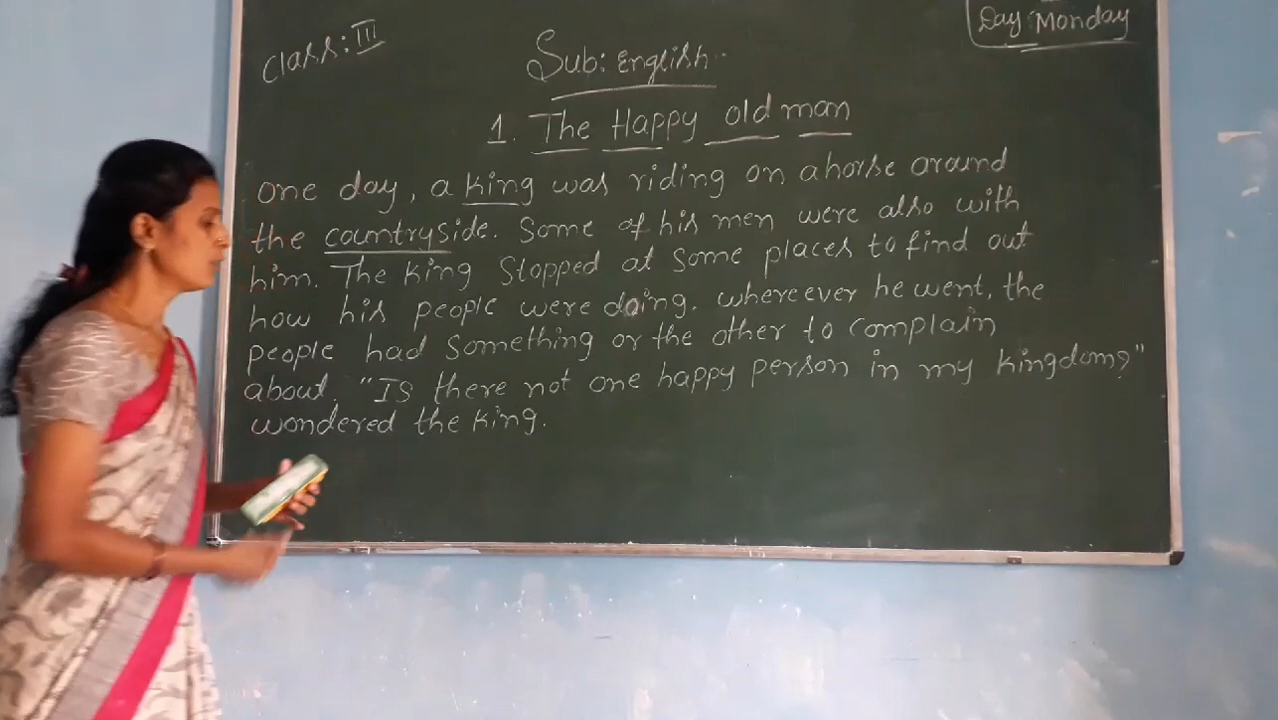 Class: III
Sub: English
Day: Monday
1. The Happy old man
One day, a king was riding on a horse around
the countryside. Some of his men were also with
him. The King Stopped at Some places to find out
how his people were doing. whereever he went, the
people had something or the other to complain
about. "Is there not one happy person in my kingdom?"
wondered the king.